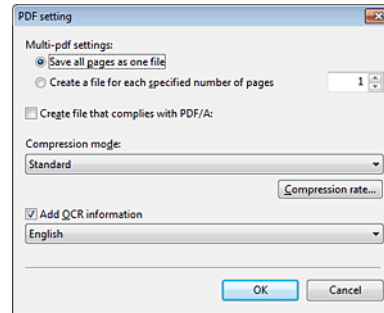 PDF setting
Multi-pdf settings:
Save all pages as one file
Create a file for each specified number of pages
1
Create file that complies with PDF/A:
Compression mode:
Standard
Compression rate...
Add OCR information
English
OK
Cancel